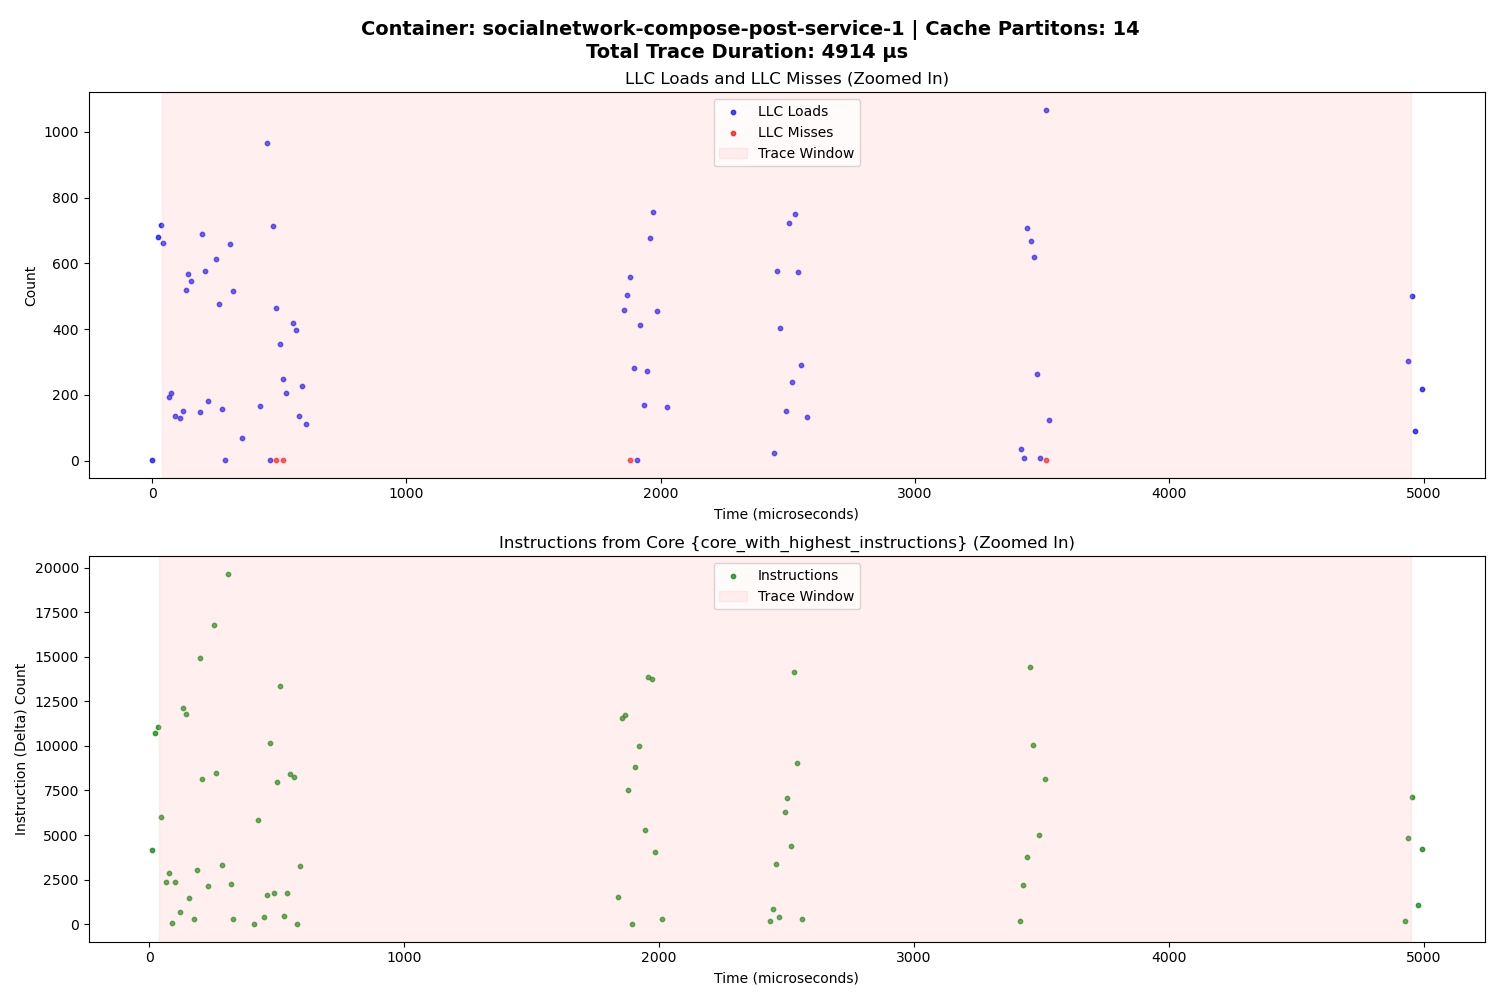 Container: socialnetwork-compose-post-service-1 | Cache Partitons: 14
Total Trace Duration: 4914 µs
LLC Loads and LLC Misses (Zoomed In)
LLC Loads
LLC Misses
Trace Window
Count
1000
800
600
400
200
0
0 1000 2000 3000 4000 5000
Time (microseconds)
Instructions from Core {core_with_highest_instructions} (Zoomed In)
Instructions
Trace Window
Instruction (Delta) Count
20000
17500
15000
12500
10000
7500
5000
2500
0
0 1000 2000 3000 4000 5000
Time (microseconds)